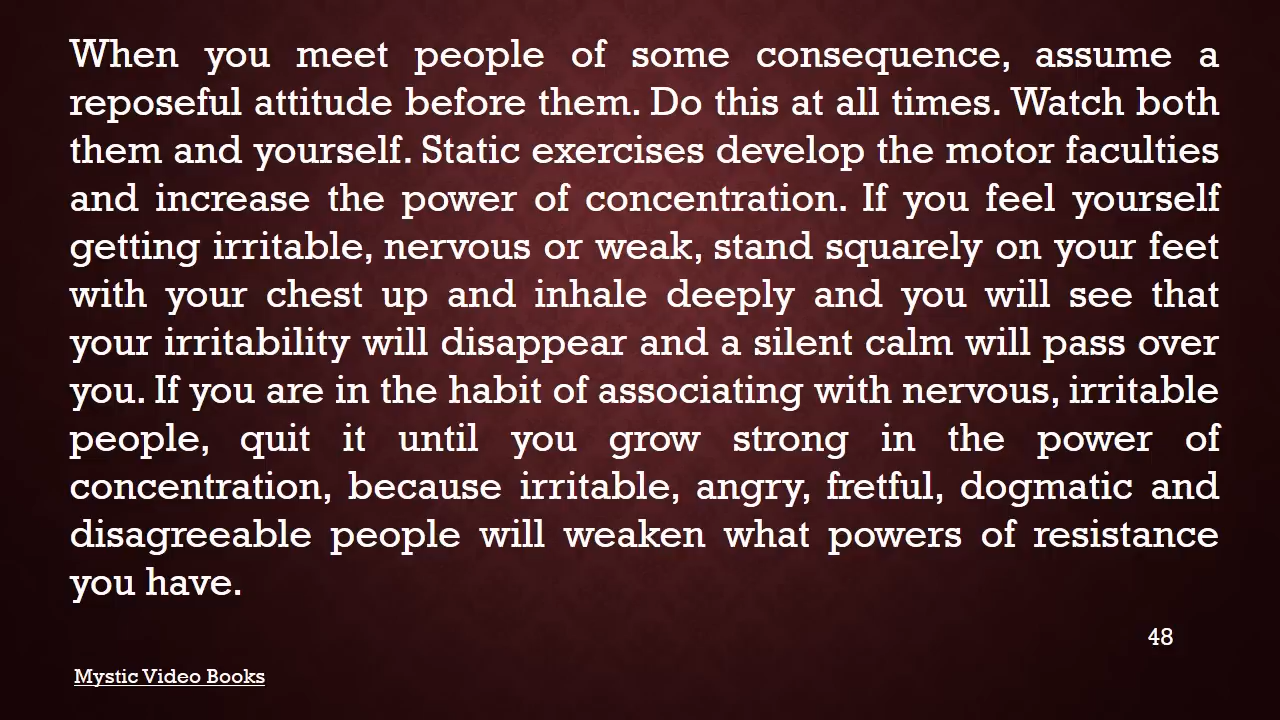 When you meet people of some consequence, assume a
reposeful attitude before them. Do this at all times. Watch both
them and yourself. Static exercises develop the motor faculties
and increase the power of concentration. If you feel yourself
getting irritable, nervous or weak, stand squarely on your feet
with your chest up and inhale deeply and you will see that
your irritability will disappear and a silent calm will pass over
you. If you are in the habit of associating with nervous, irritable
people, quit it until you grow strong in the power of
concentration, because irritable, angry, fretful, dogmatic and
disagreeable people will weaken what powers of resistance
you have.
48
Mystic Video Books